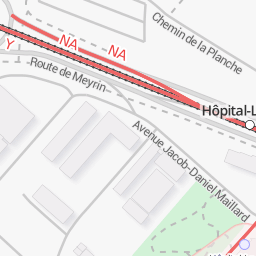 Chemin de la Planche
NA
NA
Y
Route de Meyrin
Hôpital-L
Avenue Jacob-Daniel Maillard